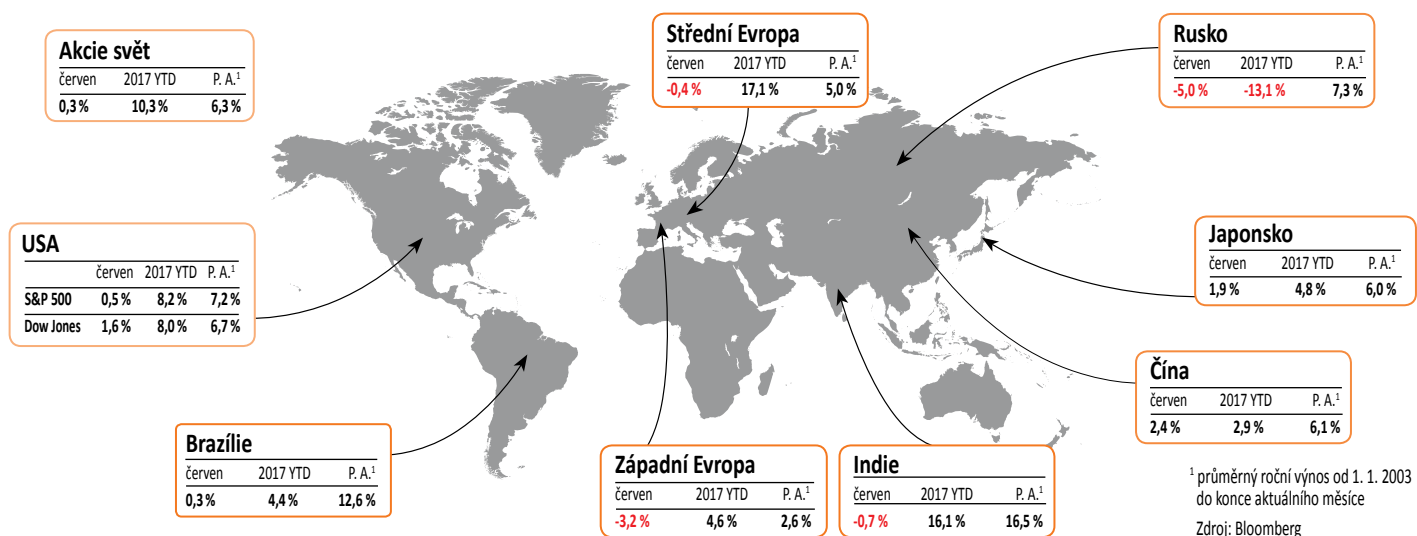 Akcie svět
červen 2017 YTD P. A.¹
0,3 % 10,3 % 6,3 %
Střední Evropa
červen 2017 YTD P. A.¹
-0,4 % 17,1 % 5,0 %
Rusko
červen 2017 YTD P. A.¹
-5,0 % -13,1 % 7,3 %
USA
červen 2017 YTD P. A.¹
S&P 500 0,5 % 8,2 % 7,2 %
Dow Jones 1,6 % 8,0 % 6,7 %
Japonsko
červen 2017 YTD P. A.¹
1,9 % 4,8 % 6,0 %
Čína
červen 2017 YTD P. A.¹
2,4 % 2,9 % 6,1 %
Brazílie
červen 2017 YTD P. A.¹
0,3 % 4,4 % 12,6 %
Západní Evropa
červen 2017 YTD P. A.¹
-3,2 % 4,6 % 2,6 %
Indie
červen 2017 YTD P. A.¹
-0,7 % 16,1 % 16,5 %
¹ průměrný roční výnos od 1. 1. 2003
do konce aktuálního měsíce
Zdroj: Bloomberg